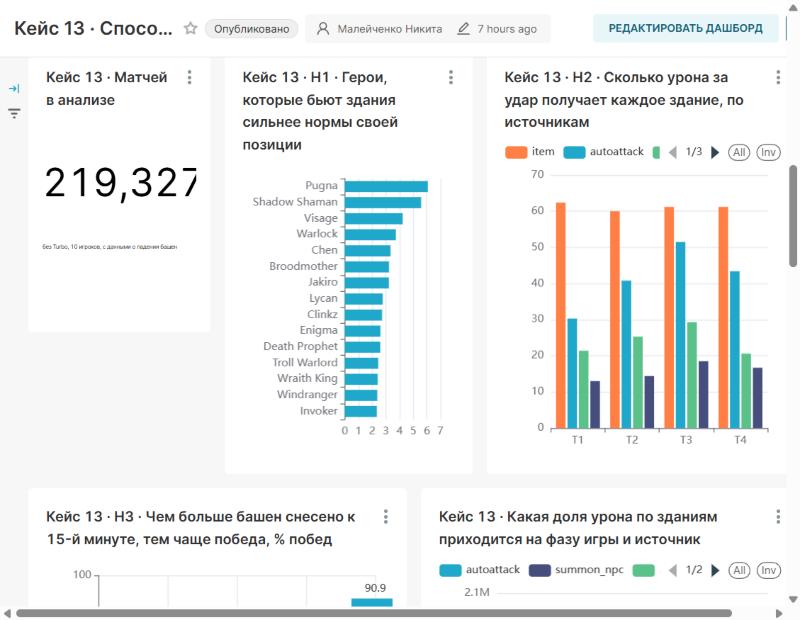 Кейс 13 · Спосо...
Опубликовано
Малейченко Никита
7 hours ago
РЕДАКТИРОВАТЬ ДАШБОРД
Кейс 13 · Матчей
в анализе
219,327
без Turbo, 10 игроков, с данными о падении башен
Кейс 13 · H1 · Герои,
которые бьют здания
сильнее нормы своей
позиции
Pugna
Shadow Shaman
Visage
Warlock
Chen
Broodmother
Jakiro
Lycan
Clinkz
Enigma
Death Prophet
Troll Warlord
Wraith King
Windranger
Invoker
0 1 2 3 4 5 6 7
Кейс 13 · H2 · Сколько урона за
удар получает каждое здание, по
источникам
item autoattack 1/3 All Inv
70
60
50
40
30
20
10
0
T1 T2 T3 T4
Кейс 13 · H3 · Чем больше башен снесено к
15-й минуте, тем чаще победа, % побед
100
90.9
Кейс 13 · Какая доля урона по зданиям
приходится на фазу игры и источник
autoattack summon_npc 1/2 All Inv
2.1M